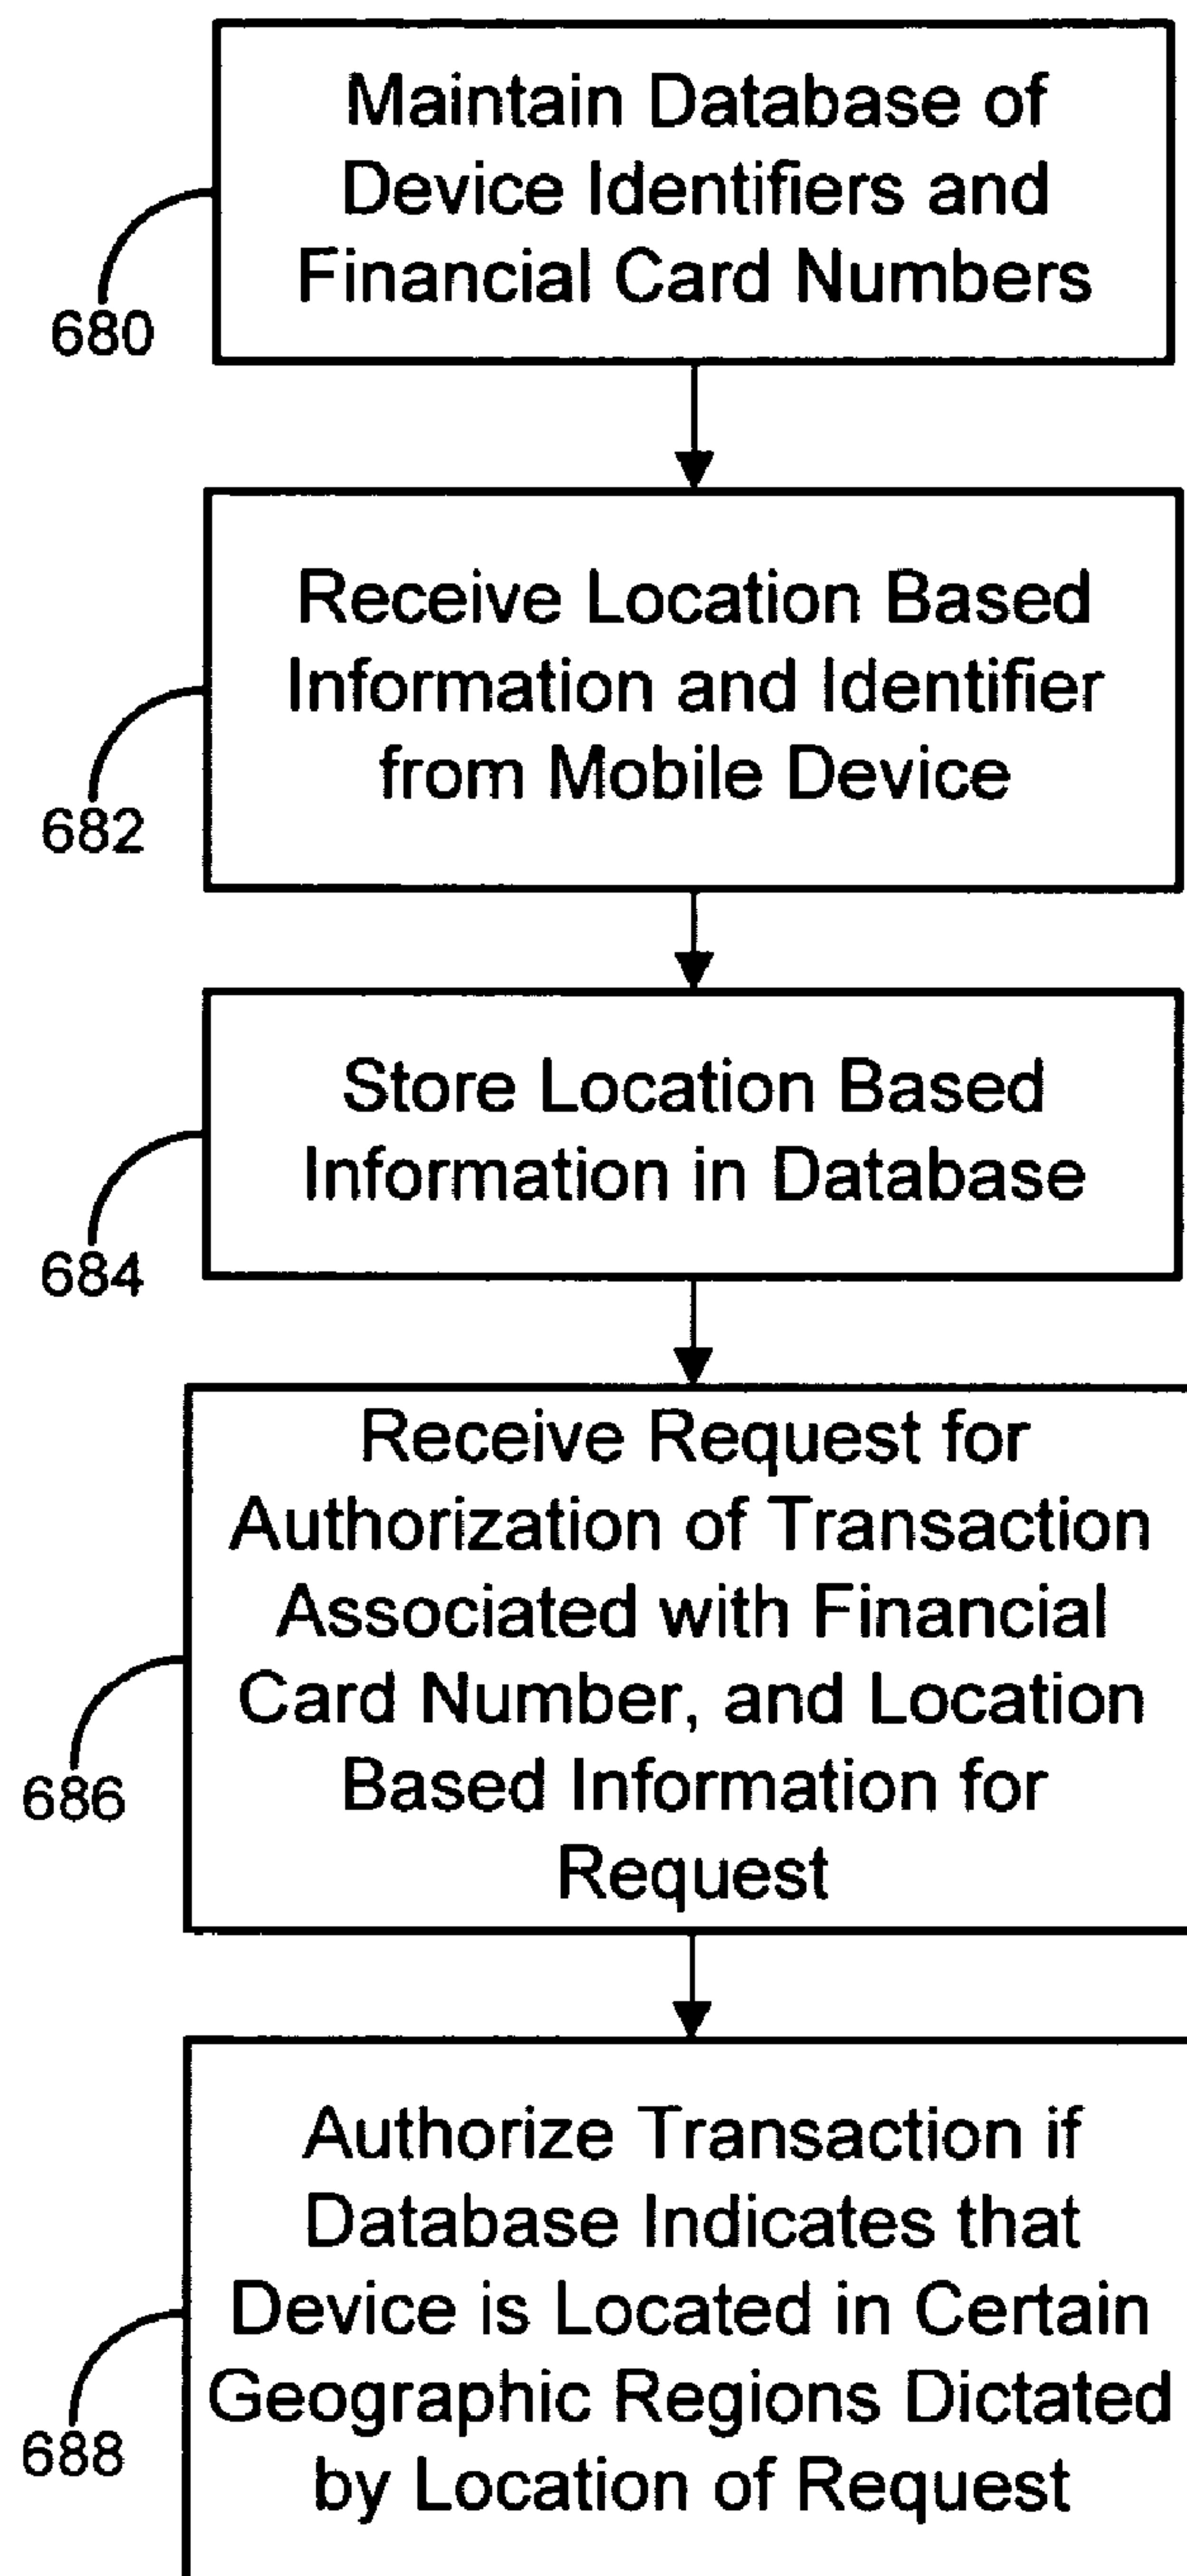 Maintain Database of
Device Identifiers and
Financial Card Numbers
680
Receive Location Based
Information and Identifier
from Mobile Device
682
Store Location Based
Information in Database
684
Receive Request for
Authorization of Transaction
Associated with Financial
Card Number, and Location
Based Information for
Request
686
Authorize Transaction if
Database Indicates that
Device is Located in Certain
Geographic Regions Dictated
by Location of Request
688